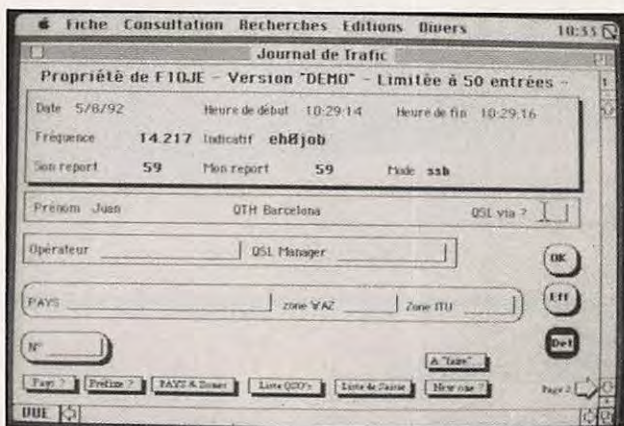 Fiche Consultation Recherches Editions Divers 10:33
Journal de Trafic
Propriété de F1OJE - Version "DEMO" - Limitée à 50 entrées -
Date 5/8/92 Heure de début 10:29:14 Heure de fin 10:29:16
Fréquence 14.217 Indicatif eh0job
Son report 59 Mon report 59 Mode ssb
Prénom Juan QTH Barcelona QSL via ?
Opérateur QSL Manager
OK
PAYS zone WAZ Zone ITU
Eff
N°
Det
A "faire"
Pays ? Préfixe ? PAYS & Zones Liste QSO's Liste de Saisie New one ? Page 2
VUE